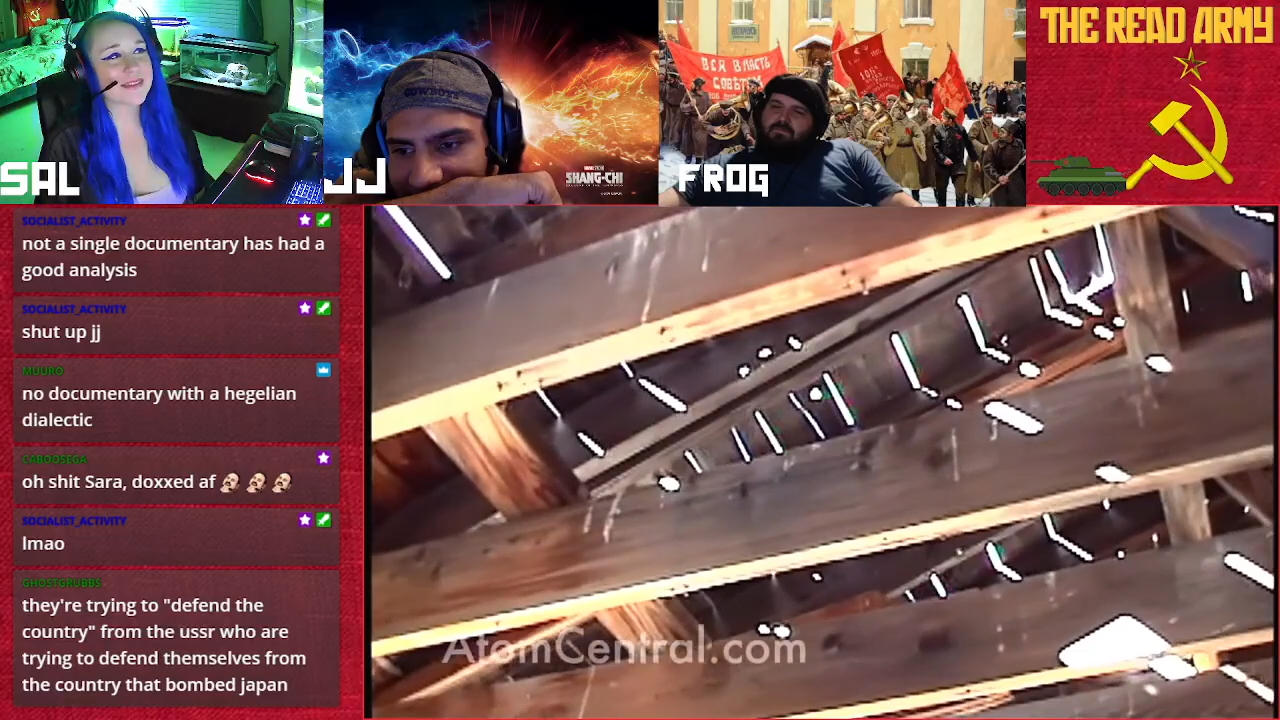 THE READ ARMY
ВСЯ ВЛАСТЬ
СОВѢТАМ
COWBOYS
SAL
JJ
SHANG-CHI
FROG
SOCIALIST_ACTIVITY
not a single documentary has had a
good analysis
SOCIALIST_ACTIVITY
shut up jj
MUURO
no documentary with a hegelian
dialectic
CABOOSEGA
oh shit Sara, doxxed af
SOCIALIST_ACTIVITY
lmao
GHOSTGRUBBS
they're trying to "defend the
country" from the ussr who are
trying to defend themselves from
the country that bombed japan
AtomCentral.com